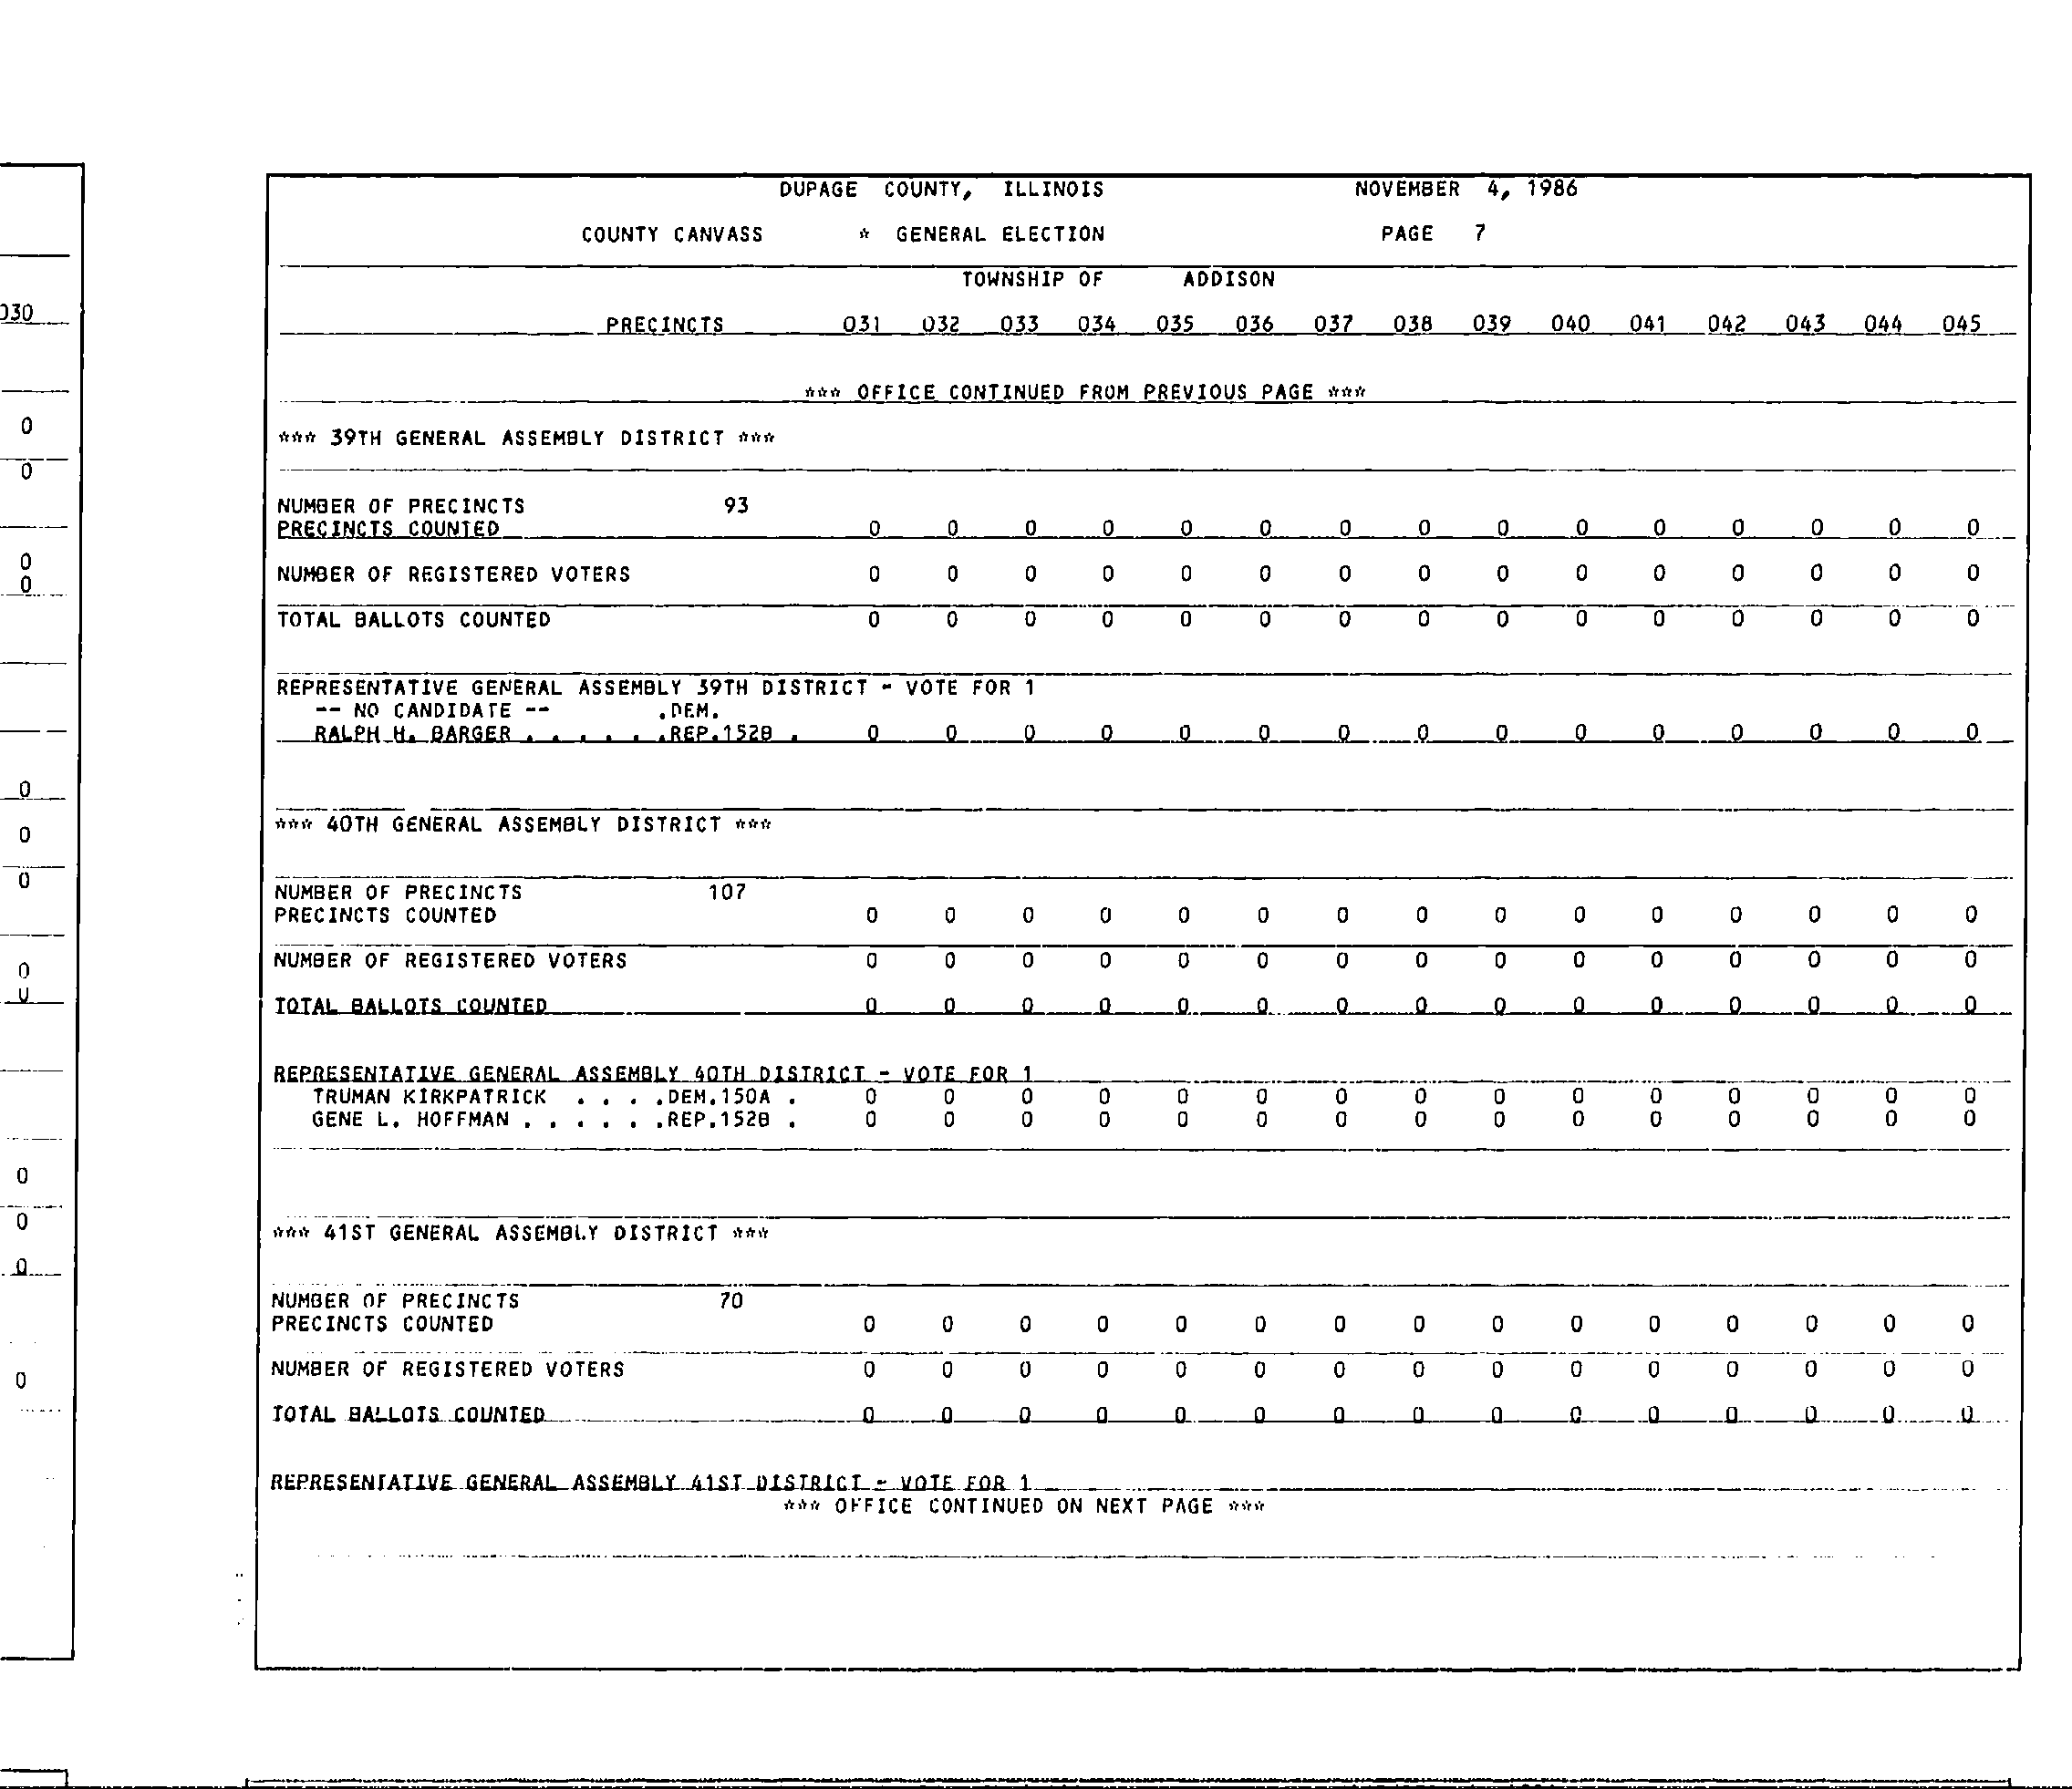 DUPAGE COUNTY, ILLINOIS NOVEMBER 4, 1986
COUNTY CANVASS * GENERAL ELECTION PAGE 7
TOWNSHIP OF ADDISON
030
PRECINCTS 031 032 033 034 035 036 037 038 039 040 041 042 043 044 045
*** OFFICE CONTINUED FROM PREVIOUS PAGE ***
0
*** 39TH GENERAL ASSEMBLY DISTRICT ***
0
NUMBER OF PRECINCTS 93
PRECINCTS COUNTED 0 0 0 0 0 0 0 0 0 0 0 0 0 0 0
0
NUMBER OF REGISTERED VOTERS 0 0 0 0 0 0 0 0 0 0 0 0 0 0 0
0
TOTAL BALLOTS COUNTED 0 0 0 0 0 0 0 0 0 0 0 0 0 0 0
REPRESENTATIVE GENERAL ASSEMBLY 39TH DISTRICT - VOTE FOR 1
-- NO CANDIDATE -- .DEM.
RALPH H. BARGER . . . . . .REP.152B . 0 0 0 0 0 0 0 0 0 0 0 0 0 0 0
0
*** 40TH GENERAL ASSEMBLY DISTRICT ***
0
0
NUMBER OF PRECINCTS 107
PRECINCTS COUNTED 0 0 0 0 0 0 0 0 0 0 0 0 0 0 0
NUMBER OF REGISTERED VOTERS 0 0 0 0 0 0 0 0 0 0 0 0 0 0 0
0
0
TOTAL BALLOTS COUNTED 0 0 0 0 0 0 0 0 0 0 0 0 0 0 0
REPRESENTATIVE GENERAL ASSEMBLY 40TH DISTRICT - VOTE FOR 1
TRUMAN KIRKPATRICK . . . .DEM.150A . 0 0 0 0 0 0 0 0 0 0 0 0 0 0 0
GENE L. HOFFMAN . . . . . .REP.152B . 0 0 0 0 0 0 0 0 0 0 0 0 0 0 0
0
0
*** 41ST GENERAL ASSEMBLY DISTRICT ***
0
NUMBER OF PRECINCTS 70
PRECINCTS COUNTED 0 0 0 0 0 0 0 0 0 0 0 0 0 0 0
NUMBER OF REGISTERED VOTERS 0 0 0 0 0 0 0 0 0 0 0 0 0 0 0
0
TOTAL BALLOTS COUNTED 0 0 0 0 0 0 0 0 0 0 0 0 0 0 0
REPRESENTATIVE GENERAL ASSEMBLY 41ST DISTRICT - VOTE FOR 1
*** OFFICE CONTINUED ON NEXT PAGE ***